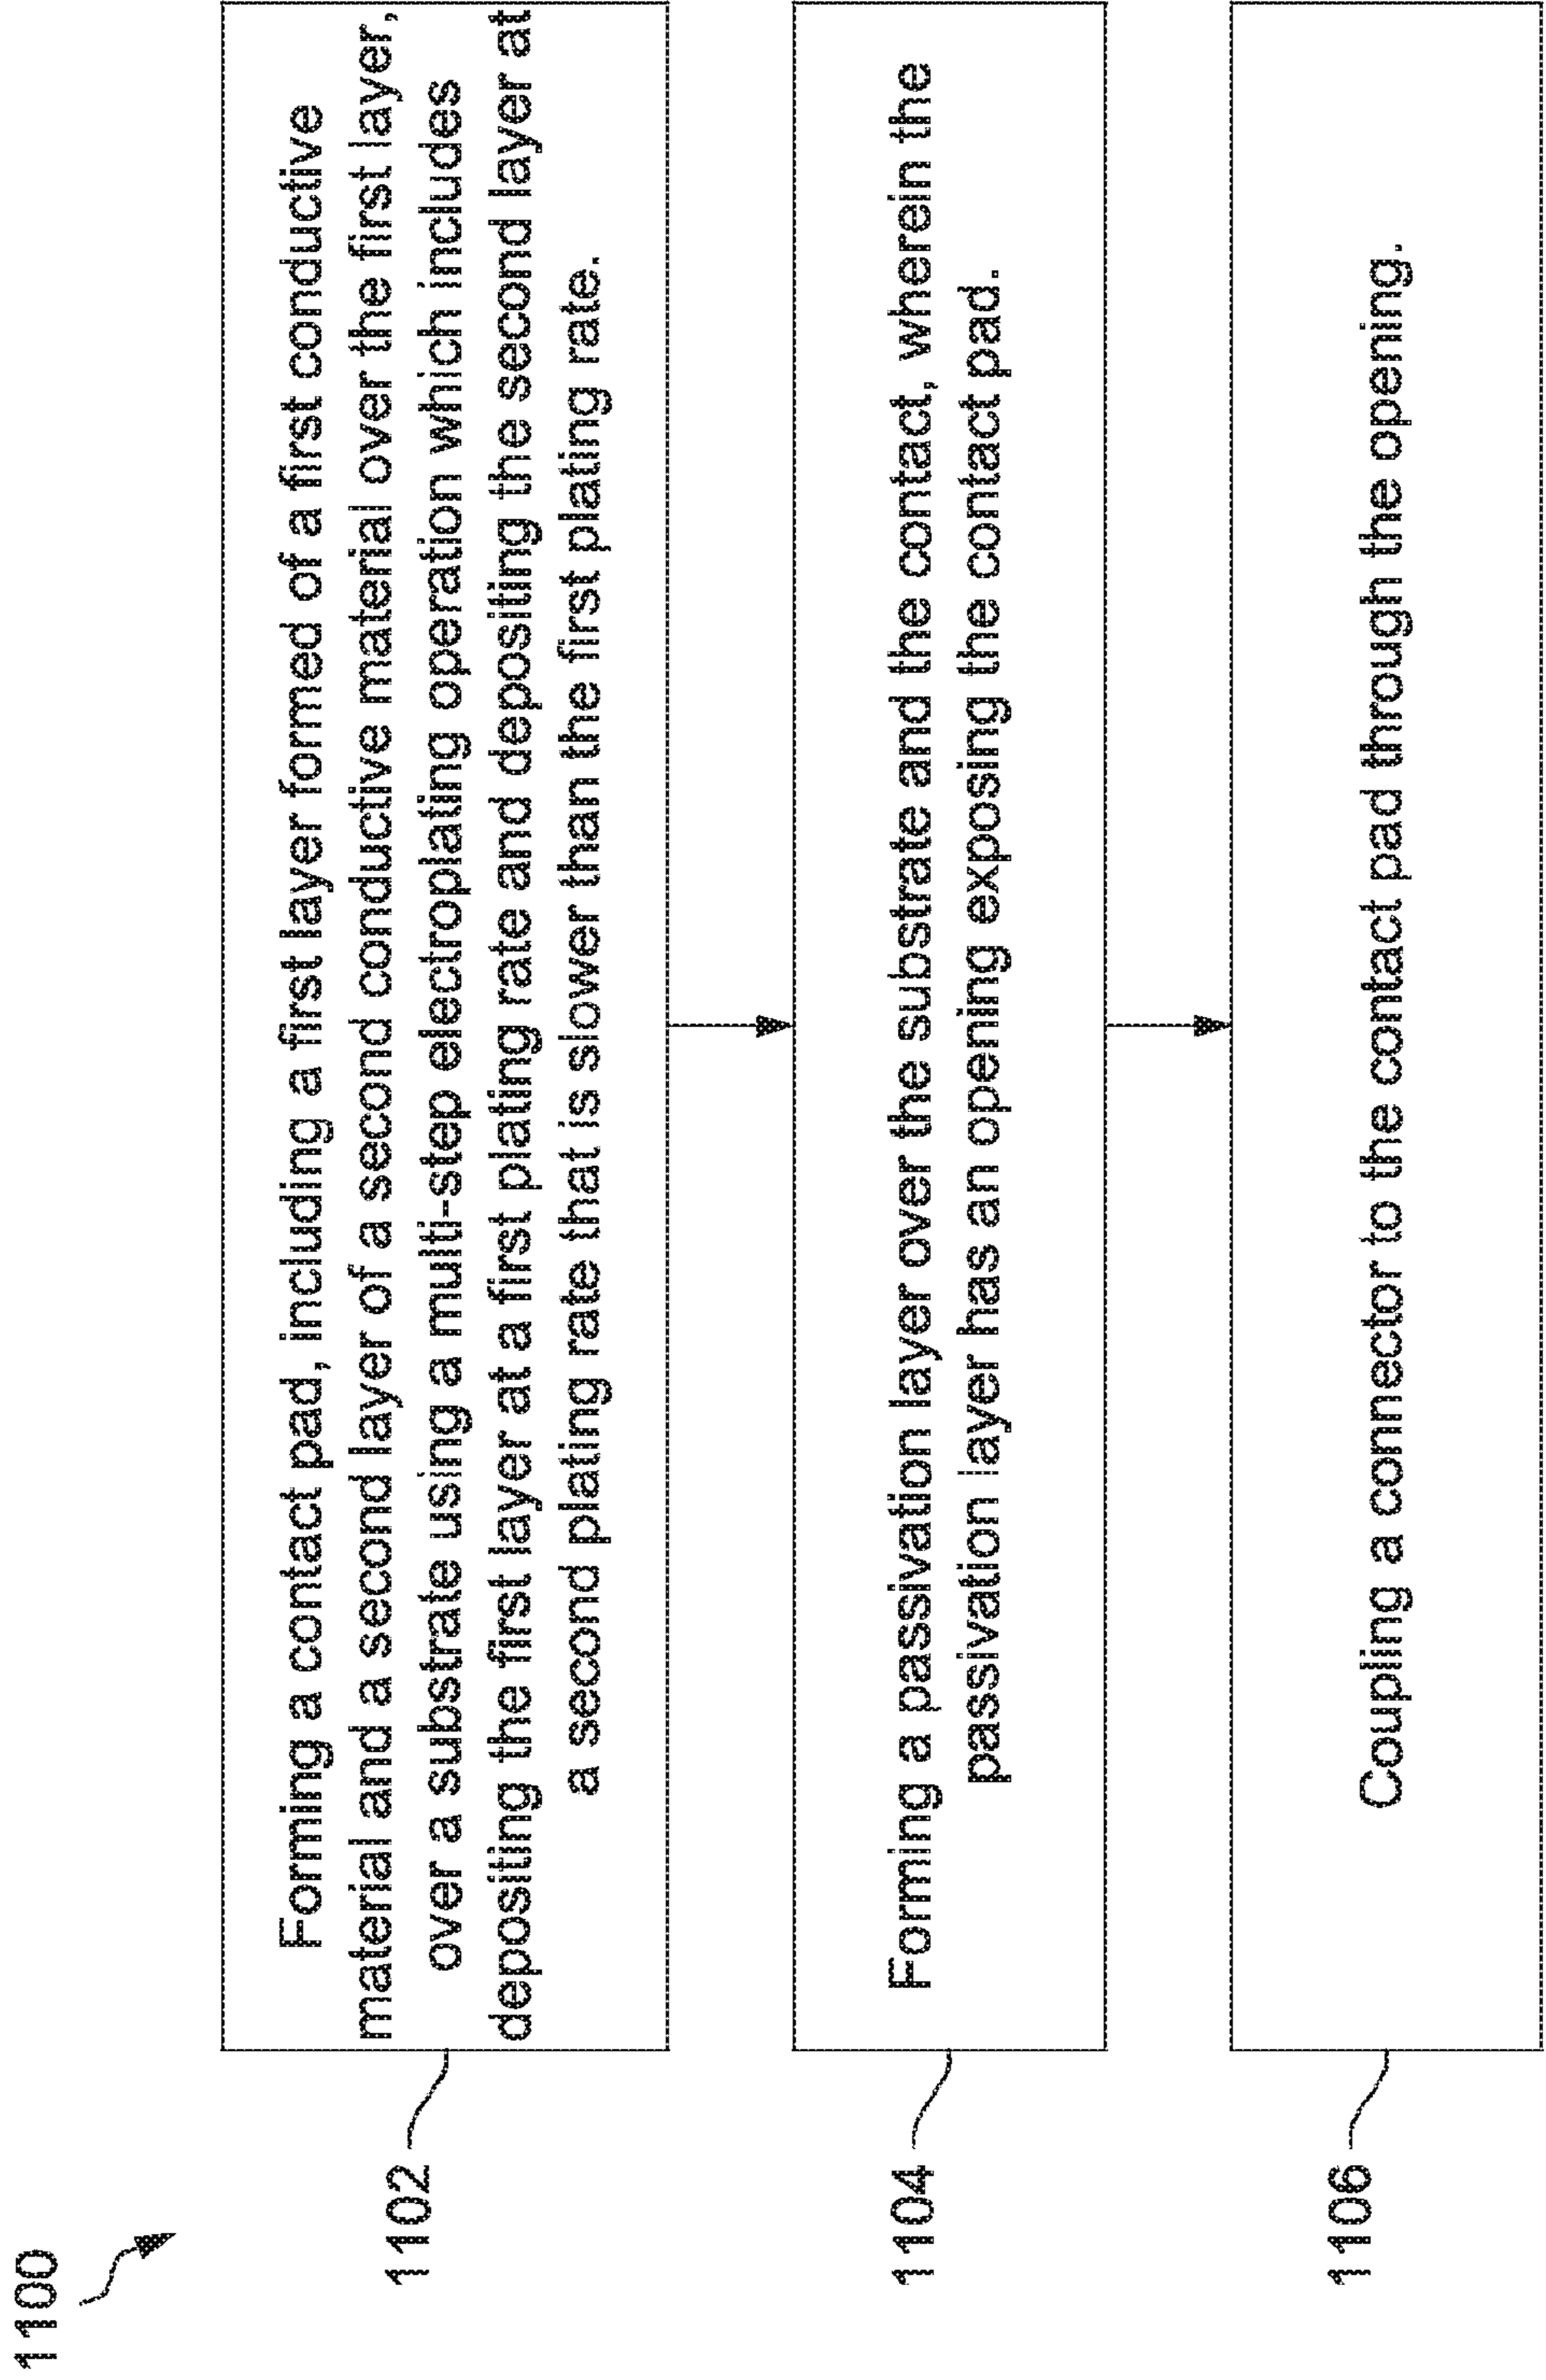 1100
1102
Forming a contact pad, including a first layer formed of a first conductive
material and a second layer of a second conductive material over the first layer,
over a substrate using a multi-step electroplating operation which includes
depositing the first layer at a first plating rate and depositing the second layer at
a second plating rate that is slower than the first plating rate.
1104
Forming a passivation layer over the substrate and the contact, wherein the
passivation layer has an opening exposing the contact pad.
1106
Coupling a connector to the contact pad through the opening.